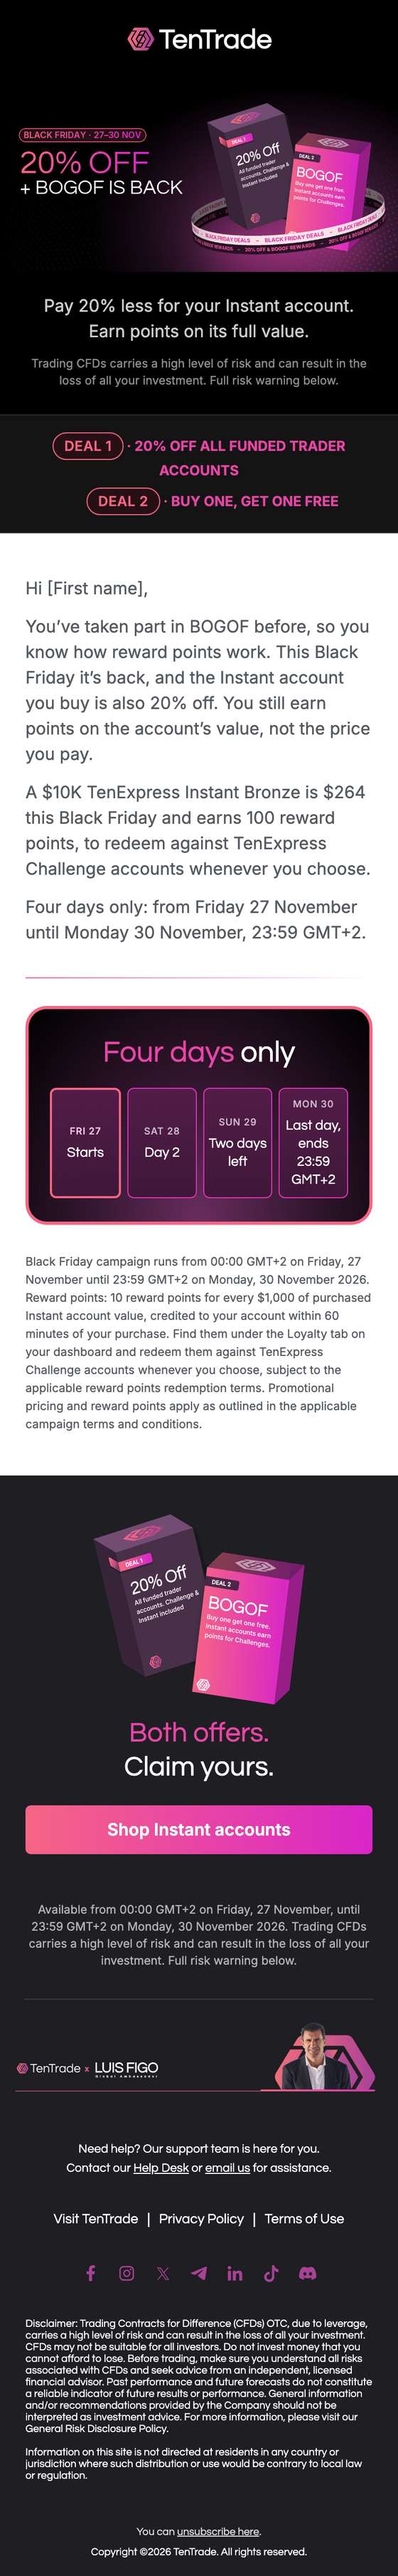 TenTrade
BLACK FRIDAY · 27–30 NOV
20% OFF
+ BOGOF IS BACK
DEAL 1
20% Off
All funded trader
accounts. Challenge &
Instant included
DEAL 2
BOGOF
Buy one get one free.
Instant accounts earn
points for Challenges.
BLACK FRIDAY DEALS – BLACK FRIDAY DEALS
20% OFF & BOGOF REWARDS
Pay 20% less for your Instant account.
Earn points on its full value.
Trading CFDs carries a high level of risk and can result in the
loss of all your investment. Full risk warning below.
DEAL 1 · 20% OFF ALL FUNDED TRADER
ACCOUNTS
DEAL 2 · BUY ONE, GET ONE FREE
Hi [First name],
You’ve taken part in BOGOF before, so you
know how reward points work. This Black
Friday it’s back, and the Instant account
you buy is also 20% off. You still earn
points on the account’s value, not the price
you pay.
A $10K TenExpress Instant Bronze is $264
this Black Friday and earns 100 reward
points, to redeem against TenExpress
Challenge accounts whenever you choose.
Four days only: from Friday 27 November
until Monday 30 November, 23:59 GMT+2.
Four days only
FRI 27
Starts
SAT 28
Day 2
SUN 29
Two days
left
MON 30
Last day,
ends
23:59
GMT+2
Black Friday campaign runs from 00:00 GMT+2 on Friday, 27
November until 23:59 GMT+2 on Monday, 30 November 2026.
Reward points: 10 reward points for every $1,000 of purchased
Instant account value, credited to your account within 60
minutes of your purchase. Find them under the Loyalty tab on
your dashboard and redeem them against TenExpress
Challenge accounts whenever you choose, subject to the
applicable reward points redemption terms. Promotional
pricing and reward points apply as outlined in the applicable
campaign terms and conditions.
DEAL 1
20% Off
All funded trader
accounts. Challenge &
Instant included
DEAL 2
BOGOF
Buy one get one free.
Instant accounts earn
points for Challenges.
Both offers.
Claim yours.
Shop Instant accounts
Available from 00:00 GMT+2 on Friday, 27 November, until
23:59 GMT+2 on Monday, 30 November 2026. Trading CFDs
carries a high level of risk and can result in the loss of all your
investment. Full risk warning below.
TenTrade x LUIS FIGO
Global Ambassador
Need help? Our support team is here for you.
Contact our Help Desk or email us for assistance.
Visit TenTrade | Privacy Policy | Terms of Use
Disclaimer: Trading Contracts for Difference (CFDs) OTC, due to leverage,
carries a high level of risk and can result in the loss of all your investment.
CFDs may not be suitable for all investors. Do not invest money that you
cannot afford to lose. Before trading, make sure you understand all risks
associated with CFDs and seek advice from an independent, licensed
financial advisor. Past performance and future forecasts do not constitute
a reliable indicator of future results or performance. General information
and/or recommendations provided by the Company should not be
interpreted as investment advice. For more information, please visit our
General Risk Disclosure Policy.
Information on this site is not directed at residents in any country or
jurisdiction where such distribution or use would be contrary to local law
or regulation.
You can unsubscribe here.
Copyright ©2026 TenTrade. All rights reserved.